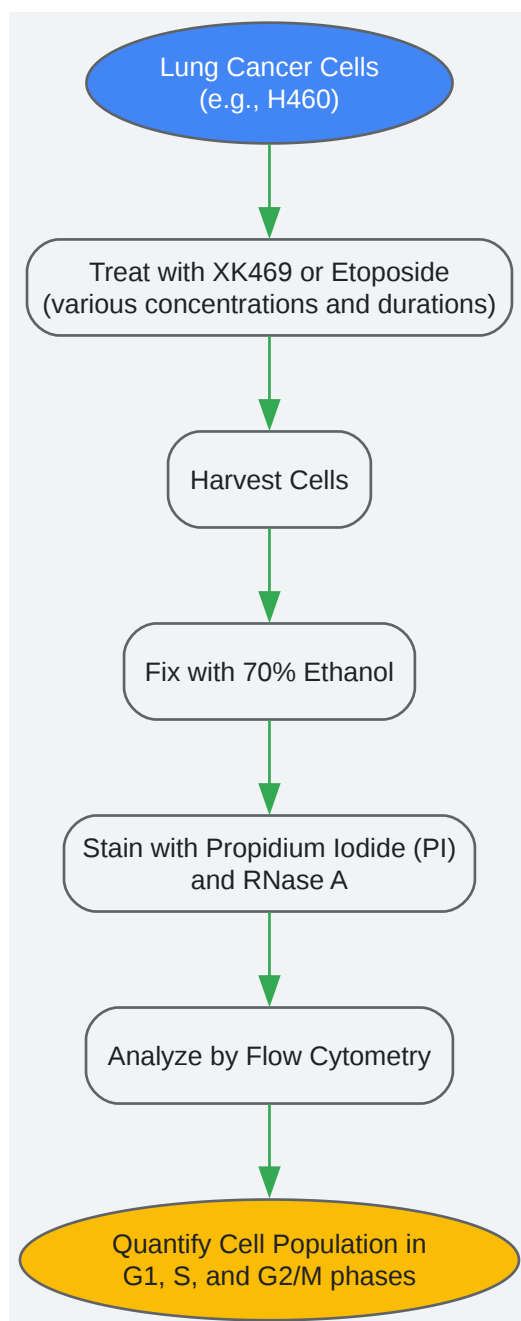 Lung Cancer Cells
(e.g., H460)
Treat with XK469 or Etoposide
(various concentrations and durations)
Harvest Cells
Fix with 70% Ethanol
Stain with Propidium Iodide (PI)
and RNase A
Analyze by Flow Cytometry
Quantify Cell Population in
G1, S, and G2/M phases